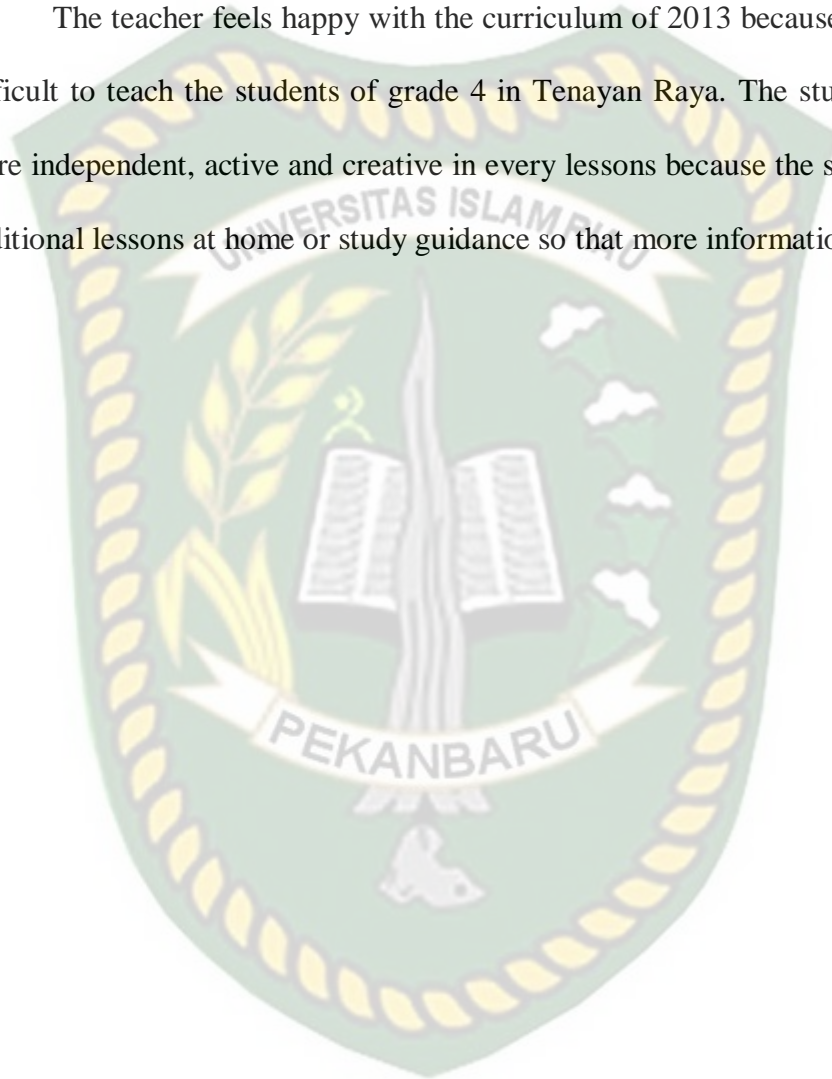 The teacher feels happy with the curriculum of 2013 because
ficult to teach the students of grade 4 in Tenayan Raya. The stu
re independent, active and creative in every lessons because the s
ditional lessons at home or study guidance so that more informatio
UNIVERSITAS ISLAM RIAU
PEKANBARU